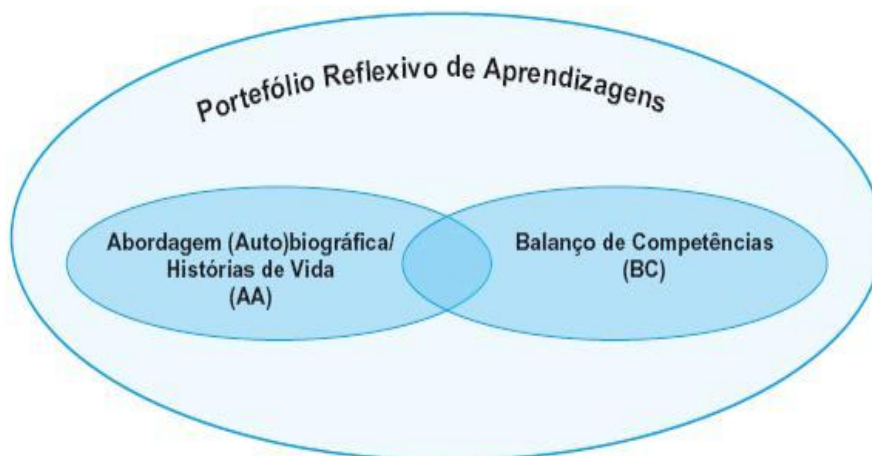 Portefólio Reflexivo de Aprendizagens
Abordagem (Auto)biográfica/
Histórias de Vida
(AA)
Balanço de Competências
(BC)